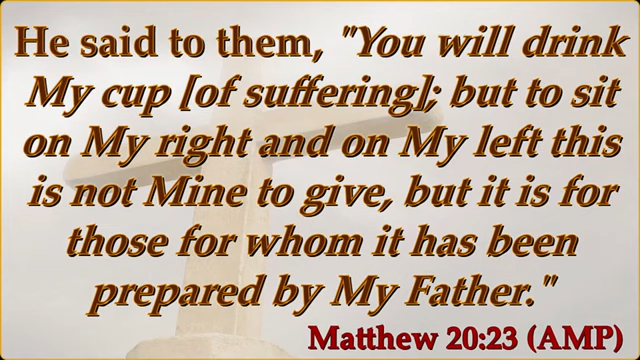 He said to them, "You will drink
My cup [of suffering]; but to sit
on My right and on My left this
is not Mine to give, but it is for
those for whom it has been
prepared by My Father."
Matthew 20:23 (AMP)